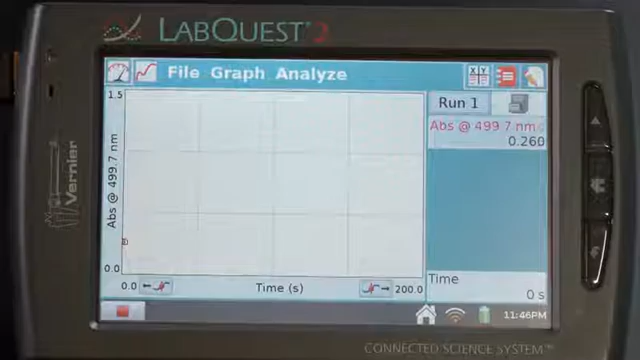 LABQUEST 2
File Graph Analyze
X Y
1.5
Abs @ 499.7 nm
0.0
0.0
Time (s)
200.0
Run 1
Abs @ 499.7 nm
0.260
Time
0 s
11:46PM
Vernier
CONNECTED SCIENCE SYSTEM™